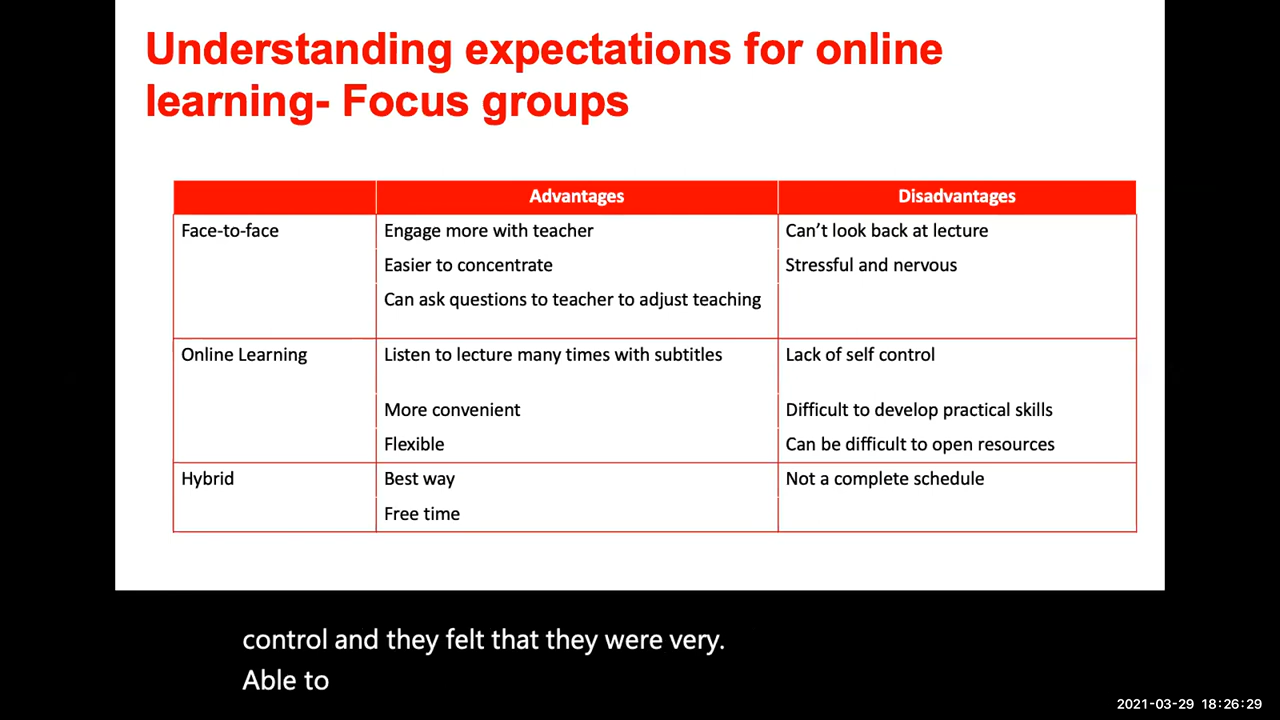 Understanding expectations for online
learning- Focus groups
Advantages Disadvantages
Face-to-face Engage more with teacher Can’t look back at lecture
Easier to concentrate Stressful and nervous
Can ask questions to teacher to adjust teaching
Online Learning Listen to lecture many times with subtitles Lack of self control
More convenient Difficult to develop practical skills
Flexible Can be difficult to open resources
Hybrid Best way Not a complete schedule
Free time
control and they felt that they were very.
Able to
2021-03-29 18:26:29